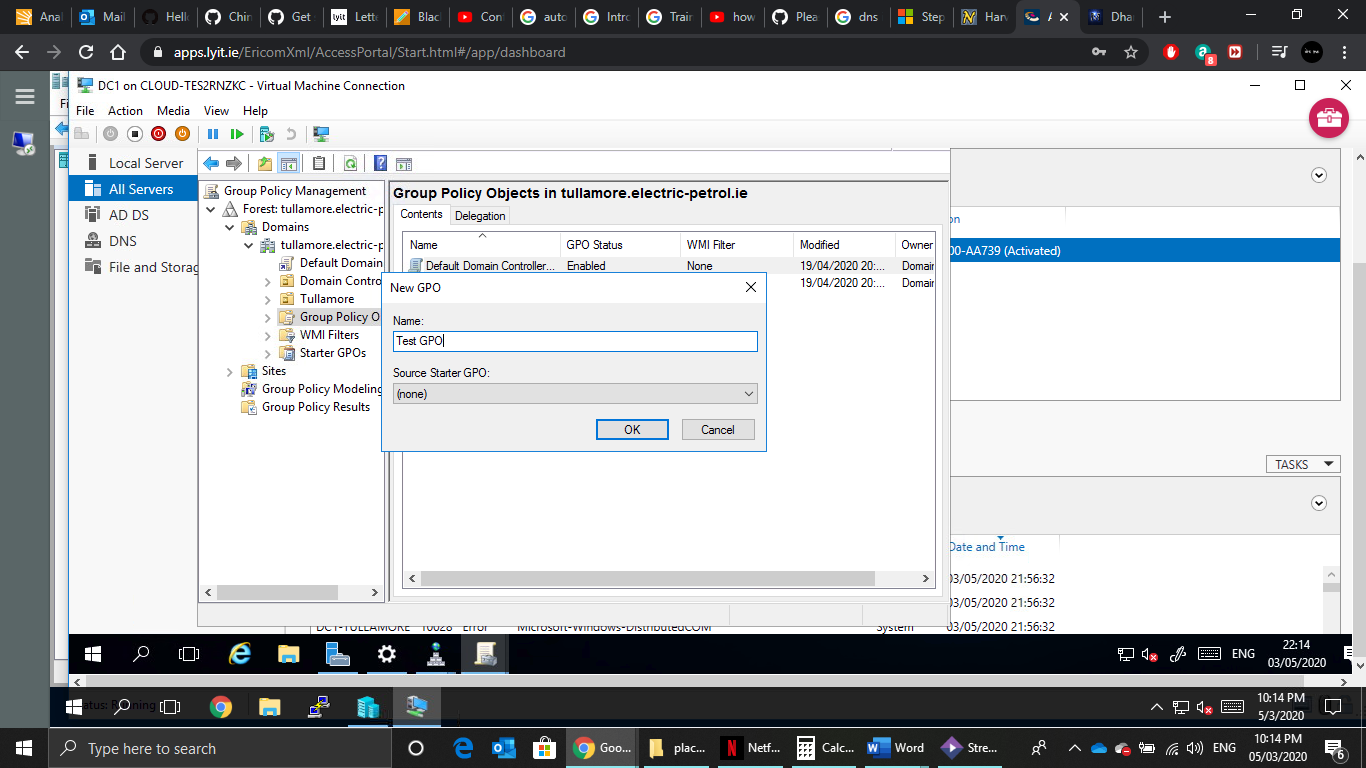 Anal
Mail
Hello
Chin
Get
lyit
Lette
Blac
Con
auto
Intro
Train
how
Plea
dns
Step
Harv
A
Dha
apps.lyit.ie/EricomXml/AccessPortal/Start.html#/app/dashboard
8
DC1 on CLOUD-TES2RNZKC - Virtual Machine Connection
Fi
File Action Media View Help
Local Server
All Servers
AD DS
DNS
File and Storag
Group Policy Management
Forest: tullamore.electric-p
Domains
tullamore.electric-p
Default Domain
Domain Contro
Tullamore
Group Policy O
WMI Filters
Starter GPOs
Sites
Group Policy Modeling
Group Policy Results
Group Policy Objects in tullamore.electric-petrol.ie
Contents Delegation
Name GPO Status WMI Filter Modified Owner
Default Domain Controller... Enabled None 19/04/2020 20:... Domain
19/04/2020 20:... Domain
New GPO
Name:
Test GPO
Source Starter GPO:
(none)
OK Cancel
on
00-AA739 (Activated)
TASKS
Date and Time
03/05/2020 21:56:32
03/05/2020 21:56:32
03/05/2020 21:56:32
DC1-TULLAMORE 10028 Error Microsoft-Windows-DistributedCOM System
ENG
22:14
03/05/2020
Status: Running
10:14 PM
5/3/2020
Type here to search
Goo...
plac...
Netf...
Calc...
Word
Stre...
ENG
10:14 PM
05/03/2020
6